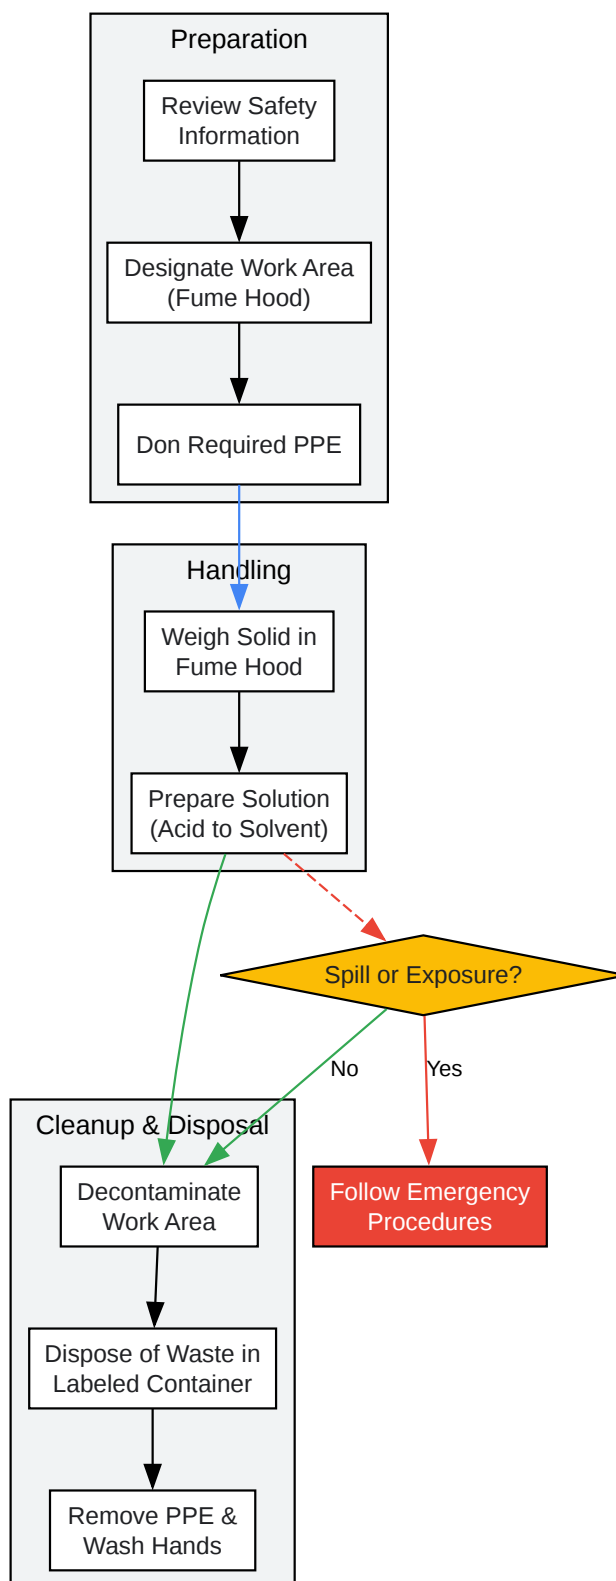 Preparation
Review Safety
Information
Designate Work Area
(Fume Hood)
Don Required PPE
Handling
Weigh Solid in
Fume Hood
Prepare Solution
(Acid to Solvent)
Spill or Exposure?
No
Yes
Cleanup & Disposal
Decontaminate
Work Area
Follow Emergency
Procedures
Dispose of Waste in
Labeled Container
Remove PPE &
Wash Hands